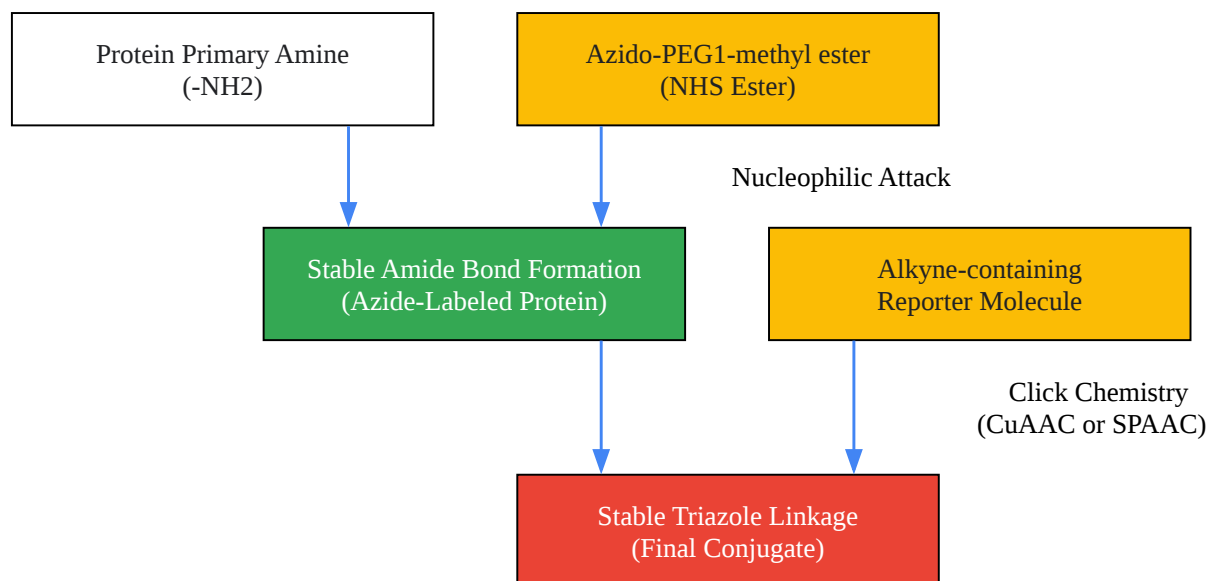 Protein Primary Amine
(-NH2)
Azido-PEG1-methyl ester
(NHS Ester)
Nucleophilic Attack
Stable Amide Bond Formation
(Azide-Labeled Protein)
Alkyne-containing
Reporter Molecule
Click Chemistry
(CuAAC or SPAAC)
Stable Triazole Linkage
(Final Conjugate)